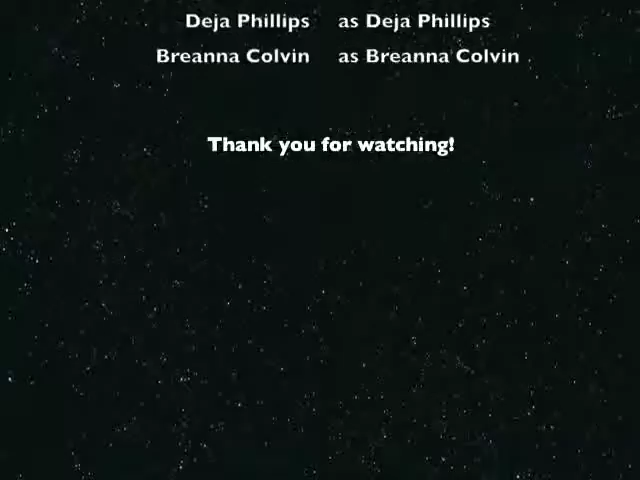 Deja Phillips as Deja Phillips
Breanna Colvin as Breanna Colvin
Thank you for watching!